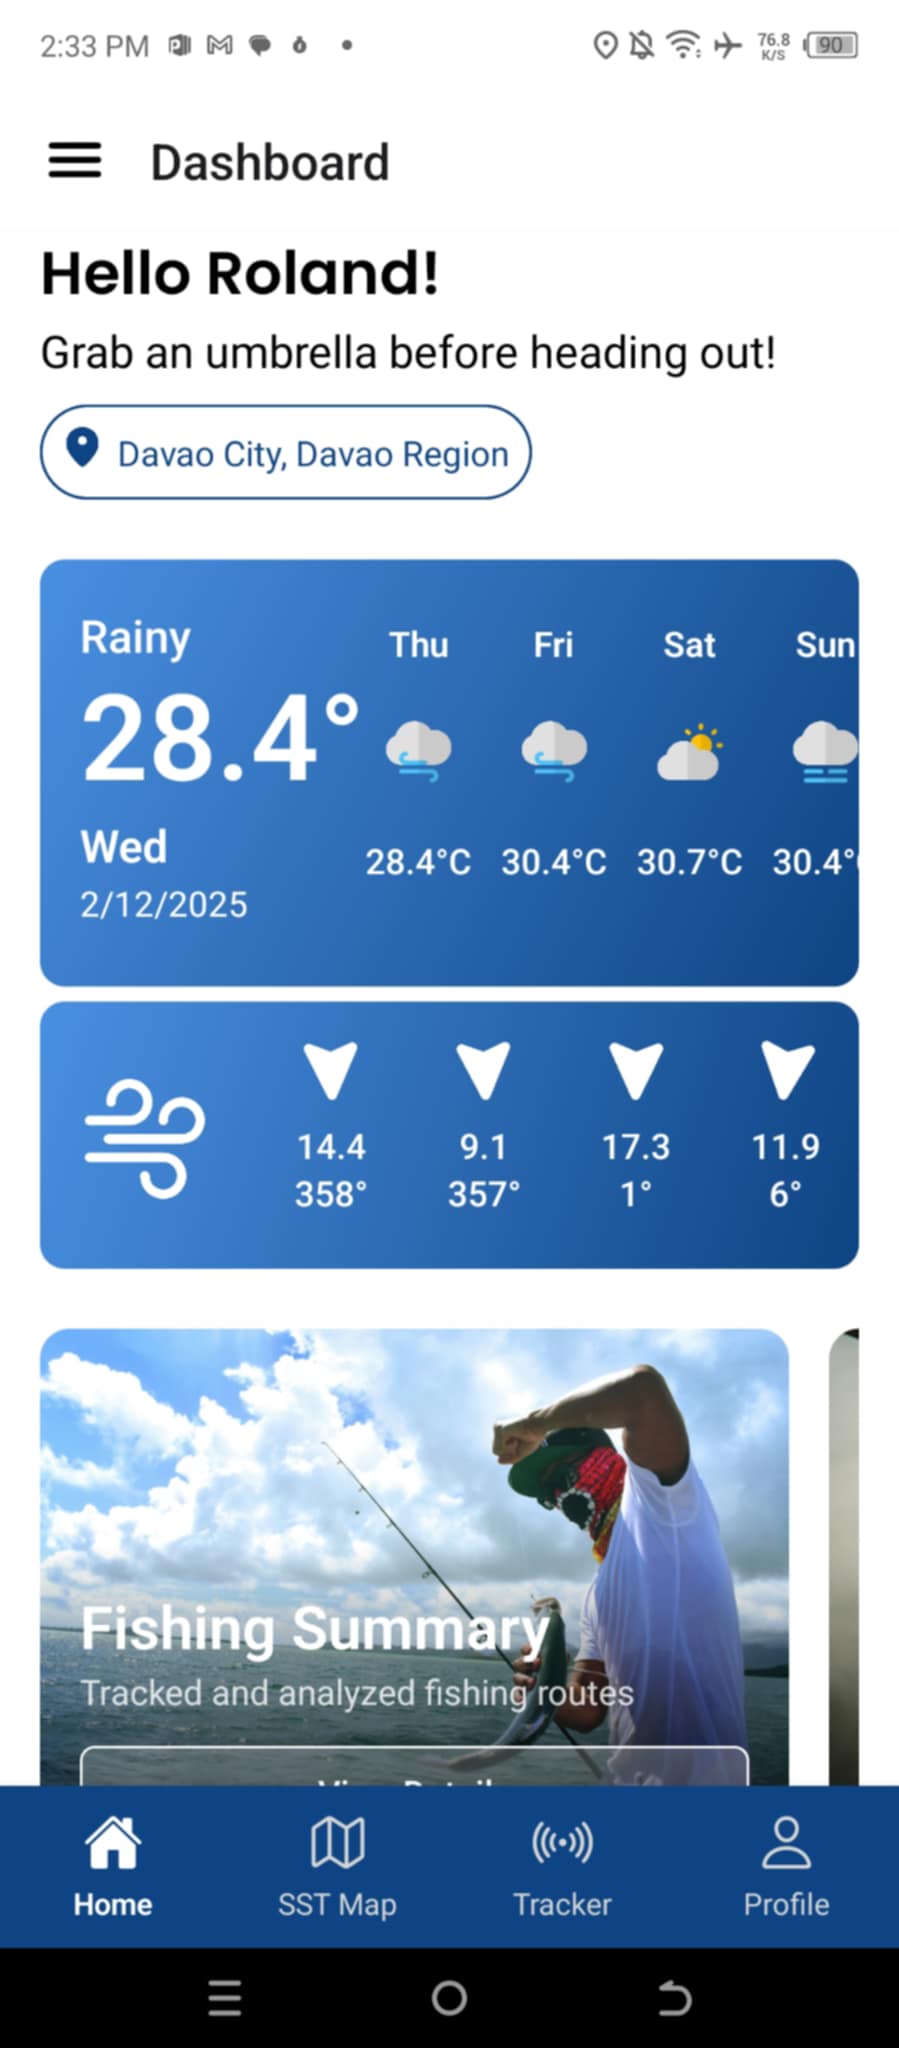 2:33 PM
76.8
K/S
90
Dashboard
Hello Roland!
Grab an umbrella before heading out!
Davao City, Davao Region
Rainy
28.4°
Wed
2/12/2025
Thu Fri Sat Sun
28.4°C 30.4°C 30.7°C 30.4°
14.4 9.1 17.3 11.9
358° 357° 1° 6°
Fishing Summary
Tracked and analyzed fishing routes
Home SST Map Tracker Profile